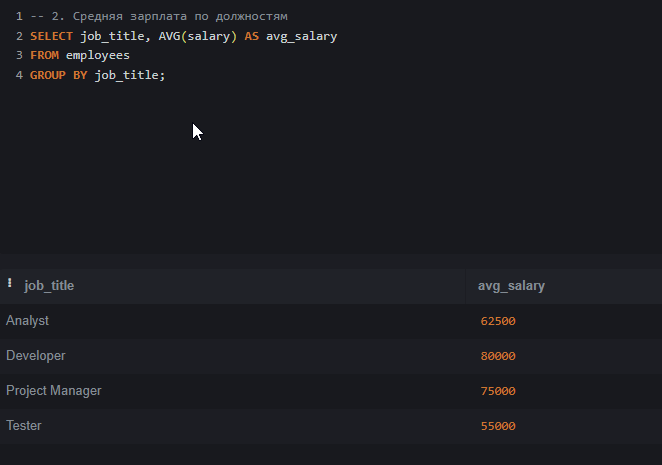 1 -- 2. Средняя зарплата по должностям
2 SELECT job_title, AVG(salary) AS avg_salary
3 FROM employees
4 GROUP BY job_title;
job_title avg_salary
Analyst 62500
Developer 80000
Project Manager 75000
Tester 55000